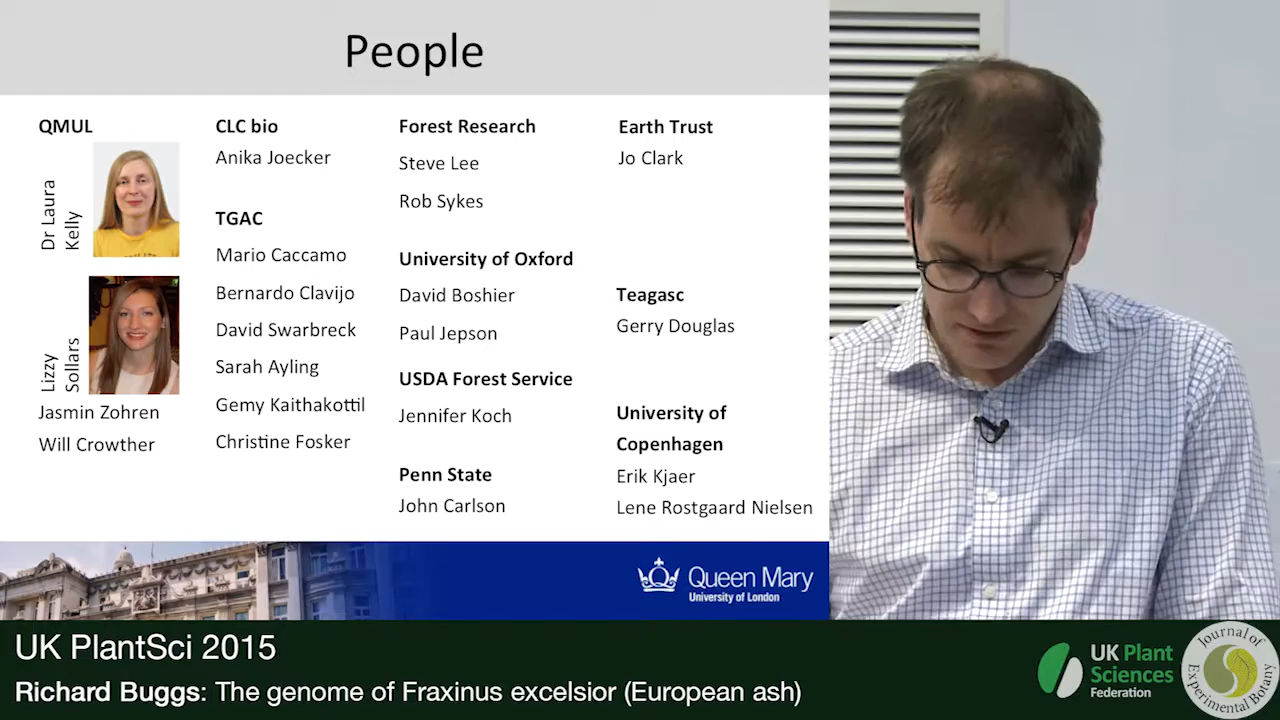 People
QMUL
Dr Laura
Kelly
Lizzy
Sollars
Jasmin Zohren
Will Crowther
CLC bio
Anika Joecker
TGAC
Mario Caccamo
Bernardo Clavijo
David Swarbreck
Sarah Ayling
Gemy Kaithakottil
Christine Fosker
Forest Research
Steve Lee
Rob Sykes
University of Oxford
David Boshier
Paul Jepson
USDA Forest Service
Jennifer Koch
Penn State
John Carlson
Earth Trust
Jo Clark
Teagasc
Gerry Douglas
University of
Copenhagen
Erik Kjaer
Lene Rostgaard Nielsen
Queen Mary
University of London
UK PlantSci 2015
Richard Buggs: The genome of Fraxinus excelsior (European ash)
UK Plant
Sciences
Federation
Journal of
Experimental Botany